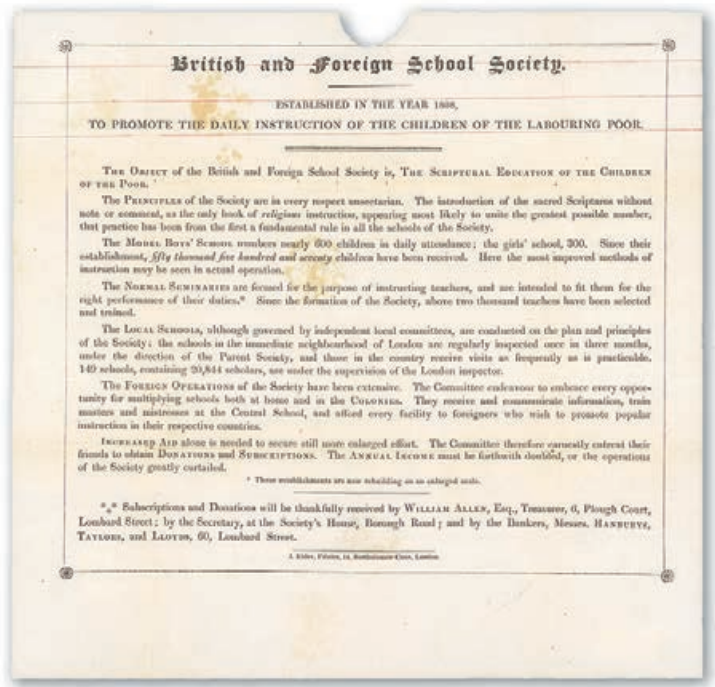 British and Foreign School Society.
ESTABLISHED IN THE YEAR 1808,
TO PROMOTE THE DAILY INSTRUCTION OF THE CHILDREN OF THE LABOURING POOR.
THE OBJECT of the British and Foreign School Society is, THE SCRIPTURAL EDUCATION OF THE CHILDREN
OF THE POOR.
The PRINCIPLES of the Society are in every respect unsectarian. The introduction of the sacred Scriptures without
note or comment, as the only book of religious instruction, appearing most likely to unite the greatest possible number,
that practice has been from the first a fundamental rule in all the schools of the Society.
The MODEL BOYS' SCHOOL numbers nearly 600 children in daily attendance; the girls' school, 300. Since their
establishment, fifty thousand five hundred and seventy children have been received. Here the most improved methods of
instruction may be seen in actual operation.
The NORMAL SEMINARIES are focused for the purpose of instructing teachers, and are intended to fit them for the
right performance of their duties.* Since the formation of the Society, above two thousand teachers have been selected
and trained.
The LOCAL SCHOOLS, although governed by independent local committees, are conducted on the plan and principles
of the Society; the schools in the immediate neighbourhood of London are regularly inspected once in three months,
under the direction of the Parent Society, and those in the country receive visits as frequently as is practicable.
149 schools, containing 20,844 scholars, are under the supervision of the London inspector.
The FOREIGN OPERATIONS of the Society have been extensive. The Committee endeavour to embrace every oppor-
tunity for multiplying schools both at home and in the COLONIES. They receive and communicate information, train
masters and mistresses at the Central School, and afford every facility to foreigners who wish to promote popular
instruction in their respective countries.
INCREASED AID alone is needed to secure still more enlarged effort. The Committee therefore earnestly entreat their
friends to obtain DONATIONS and SUBSCRIPTIONS. The ANNUAL INCOME must be forthwith doubled, or the operations
of the Society greatly curtailed.
* These establishments are now rebuilding on an enlarged scale.
*** Subscriptions and Donations will be thankfully received by WILLIAM ALLEN, Esq., Treasurer, 6, Plough Court,
Lombard Street; by the Secretary, at the Society's House, Borough Road; and by the Bankers, Messrs. HANBURYS,
TAYLORS, and LLOYDS, 60, Lombard Street.
J. Rider, Printer, 14, Bartholomew Close, London